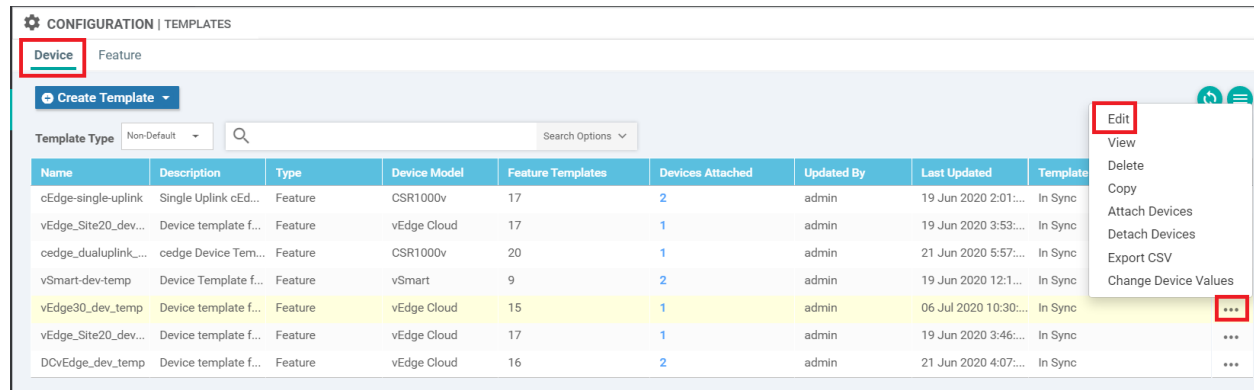 CONFIGURATION | TEMPLATES
Device Feature
Create Template
Template Type Non-Default Search Options
Name Description Type Device Model Feature Templates Devices Attached Updated By Last Updated Template
cEdge-single-uplink Single Uplink cEd... Feature CSR1000v 17 2 admin 19 Jun 2020 2:01:... In Sync
vEdge_Site20_dev... Device template f... Feature vEdge Cloud 17 1 admin 19 Jun 2020 3:53:... In Sync
cedge_dualuplink_... cedge Device Tem... Feature CSR1000v 20 1 admin 21 Jun 2020 5:57:... In Sync
vSmart-dev-temp Device Template f... Feature vSmart 9 2 admin 19 Jun 2020 12:1... In Sync
vEdge30_dev_temp Device template f... Feature vEdge Cloud 15 1 admin 06 Jul 2020 10:30:... In Sync
vEdge_Site20_dev... Device template f... Feature vEdge Cloud 17 1 admin 19 Jun 2020 3:46:... In Sync
DCvEdge_dev_temp Device template f... Feature vEdge Cloud 16 2 admin 21 Jun 2020 4:07:... In Sync
Edit
View
Delete
Copy
Attach Devices
Detach Devices
Export CSV
Change Device Values